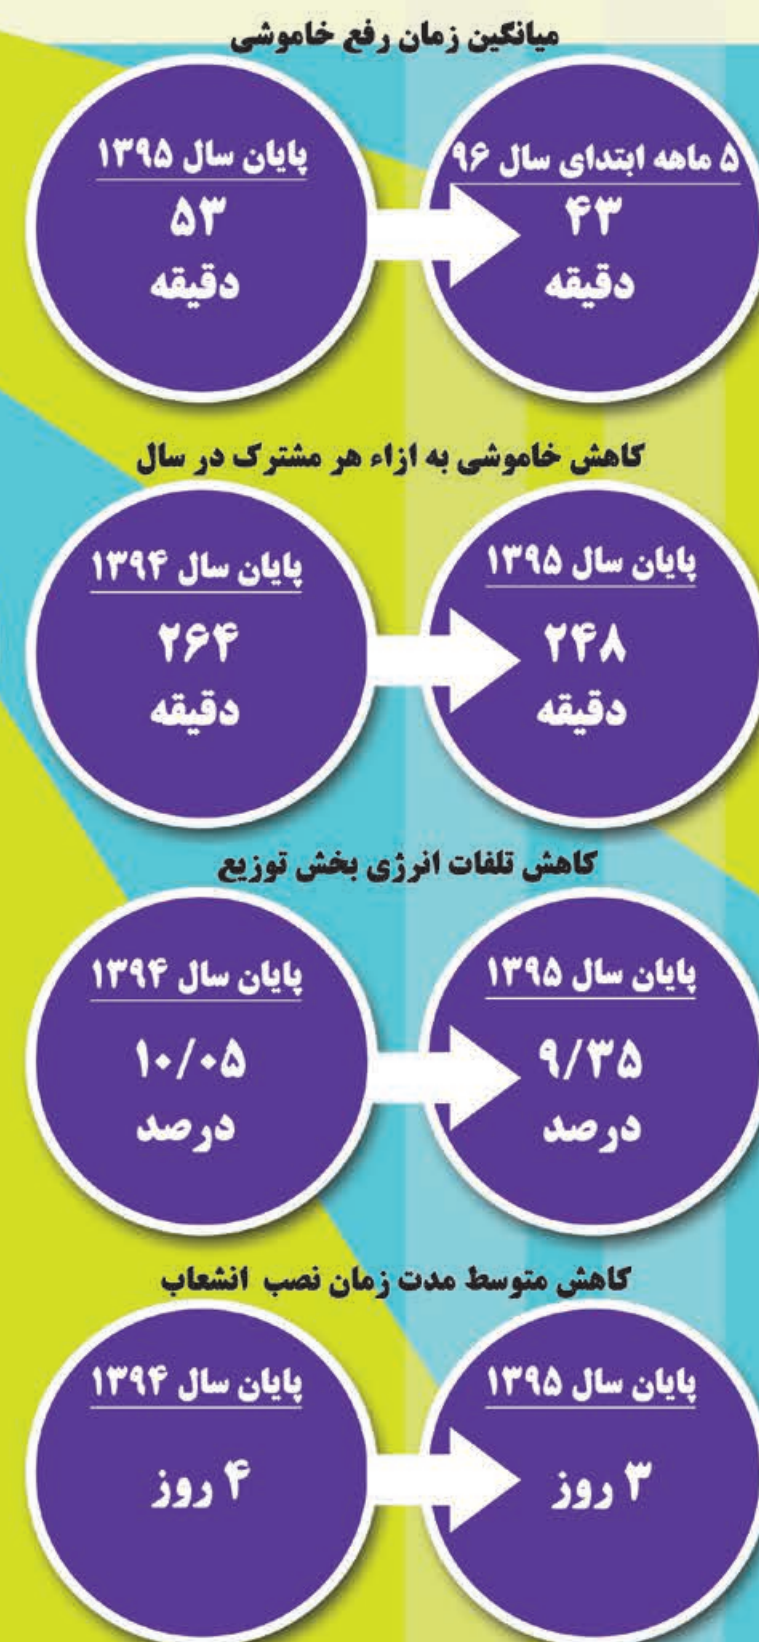 میانگین زمان رفع خاموشی
پایان سال ۱۳۹۵
۵۳
دقیقه
۵ ماهه ابتدای سال ۹۶
۴۳
دقیقه
کاهش خاموشی به ازاء هر مشترک در سال
پایان سال ۱۳۹۴
۲۶۴
دقیقه
پایان سال ۱۳۹۵
۲۴۸
دقیقه
کاهش تلفات انرژی بخش توزیع
پایان سال ۱۳۹۴
۱۰/۰۵
درصد
پایان سال ۱۳۹۵
۹/۳۵
درصد
کاهش متوسط مدت زمان نصب انشعاب
پایان سال ۱۳۹۴
۴ روز
پایان سال ۱۳۹۵
۳ روز